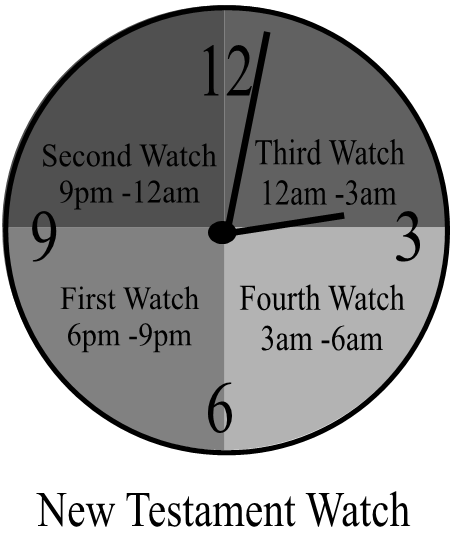 12
Second Watch
9pm -12am
Third Watch
12am -3am
9
3
First Watch
6pm -9pm
Fourth Watch
3am -6am
6
New Testament Watch